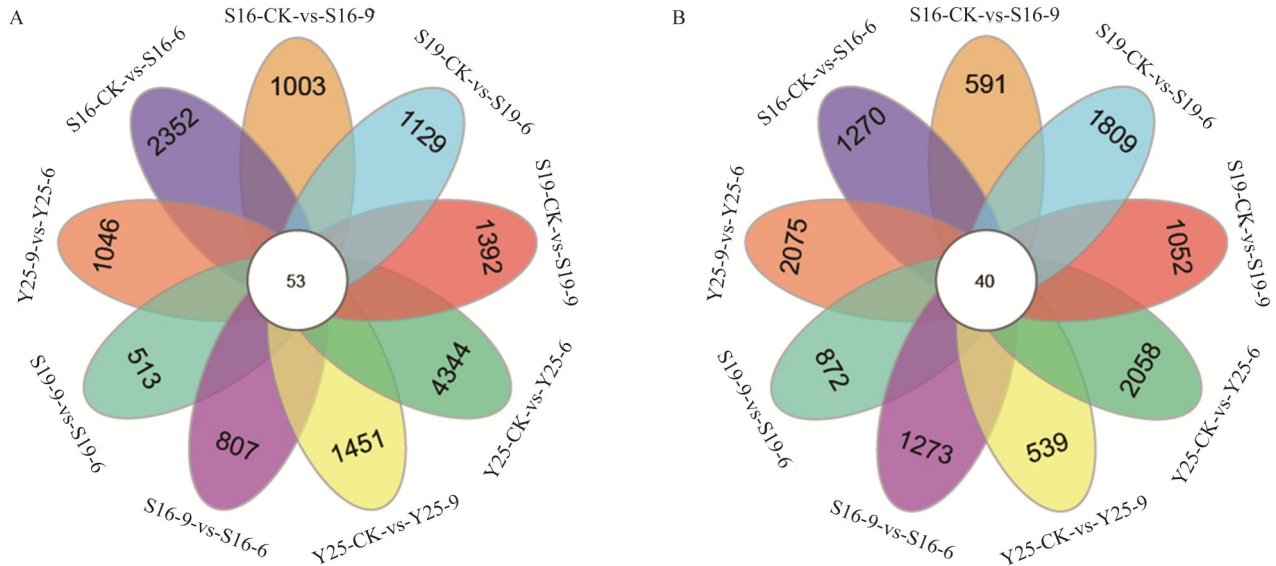 A
S16-CK-vs-S16-9
S16-CK-vs-S16-6
S19-CK-vs-S19-6
1003
2352
1129
Y25-9-vs-Y25-6
1046
1392
S19-CK-vs-S19-9
53
513
4344
S19-9-vs-S19-6
807
1451
Y25-CK-vs-Y25-6
S16-9-vs-S16-6
Y25-CK-vs-Y25-9
B
S16-CK-vs-S16-9
S16-CK-vs-S16-6
S19-CK-vs-S19-6
591
1270
1809
Y25-9-vs-Y25-6
2075
1052
S19-CK-vs-S19-9
40
872
2058
S19-9-vs-S19-6
1273
539
Y25-CK-vs-Y25-6
S16-9-vs-S16-6
Y25-CK-vs-Y25-9